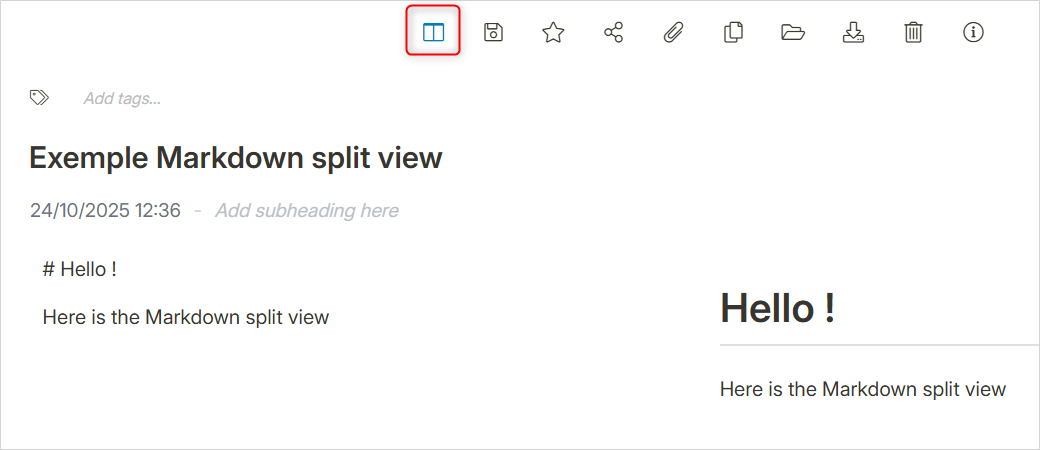 Add tags...
Exemple Markdown split view
24/10/2025 12:36 - Add subheading here
# Hello !
Here is the Markdown split view
Hello !
Here is the Markdown split view